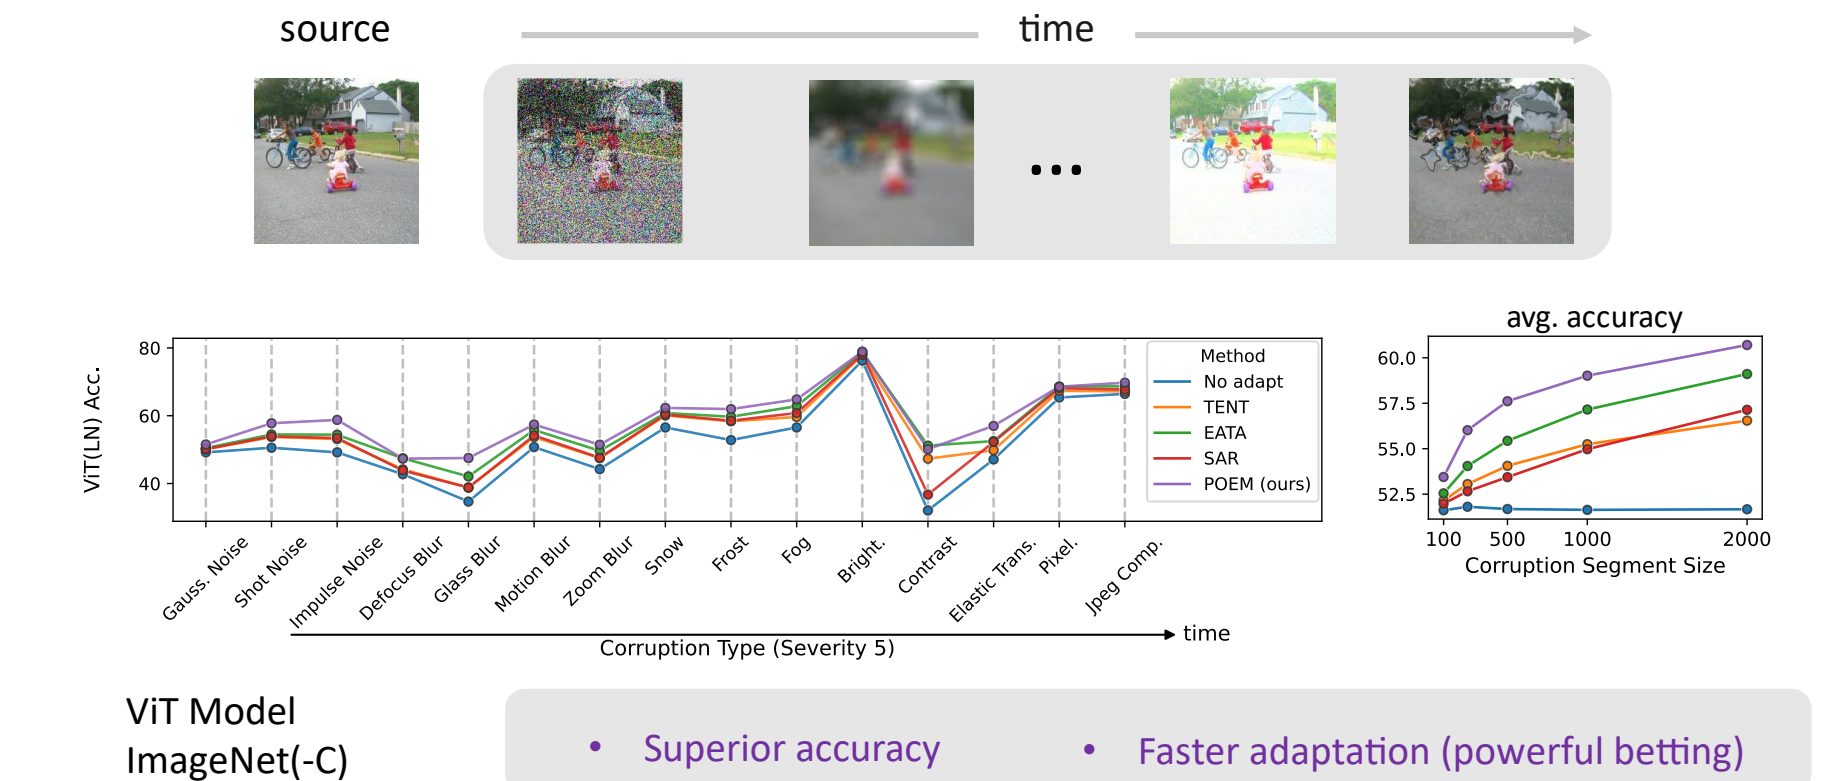 source
time
...
avg. accuracy
ViT(LN) Acc.
80
60
40
Method
No adapt
TENT
EATA
SAR
POEM (ours)
Gauss. Noise
Shot Noise
Impulse Noise
Defocus Blur
Glass Blur
Motion Blur
Zoom Blur
Snow
Frost
Fog
Bright.
Contrast
Elastic Trans.
Pixel.
Jpeg Comp.
time
Corruption Type (Severity 5)
60.0
57.5
55.0
52.5
100 500 1000 2000
Corruption Segment Size
ViT Model
ImageNet(-C)
• Superior accuracy
• Faster adaptation (powerful betting)